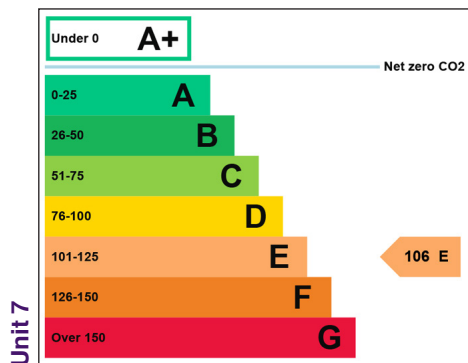 Under 0 A+
Net zero CO2
0-25 A
26-50 B
51-75 C
76-100 D
101-125 E
106 E
126-150 F
Over 150 G
Unit 7